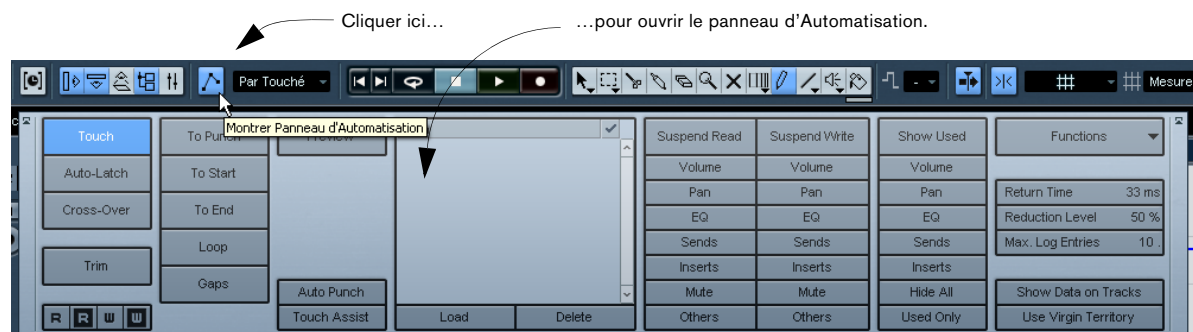 Cliquer ici…
…pour ouvrir le panneau d’Automatisation.
Par Touché
Mesure
Montrer Panneau d'Automatisation
Touch
Auto-Latch
Cross-Over
Trim
R R W W
To Punch
To Start
To End
Loop
Gaps
Preview
Auto Punch
Touch Assist
Load
Delete
Suspend Read
Volume
Pan
EQ
Sends
Inserts
Mute
Others
Suspend Write
Volume
Pan
EQ
Sends
Inserts
Mute
Others
Show Used
Volume
Pan
EQ
Sends
Inserts
Hide All
Used Only
Functions
Return Time 33 ms
Reduction Level 50 %
Max. Log Entries 10 .
Show Data on Tracks
Use Virgin Territory